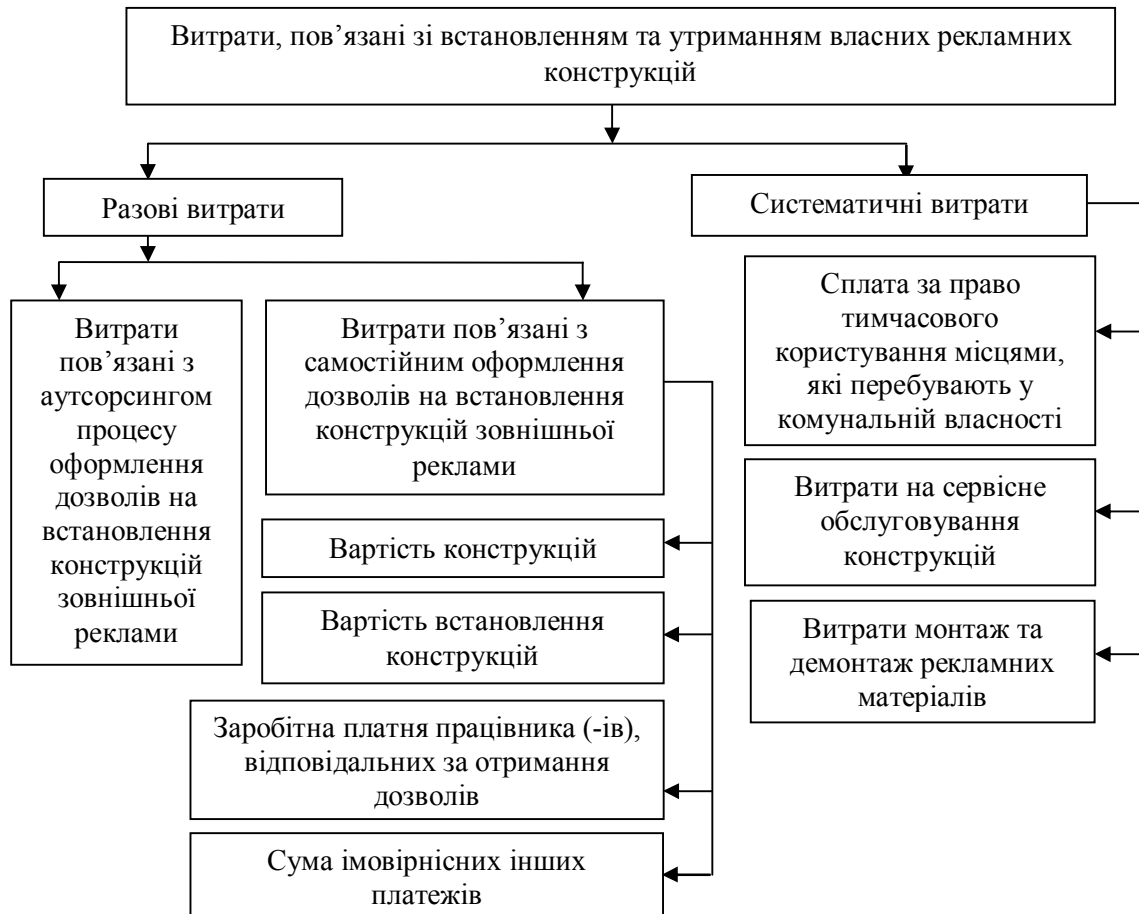 Витрати, пов’язані зі встановленням та утриманням власних рекламних
конструкцій
Разові витрати
Систематичні витрати
Витрати
пов’язані з
аутсорсингом
процесу
оформлення
дозволів на
встановлення
конструкцій
зовнішньої
реклами
Витрати пов’язані з
самостійним оформлення
дозволів на встановлення
конструкцій зовнішньої
реклами
Вартість конструкцій
Вартість встановлення
конструкцій
Заробітна платня працівника (-ів),
відповідальних за отримання
дозволів
Сума імовірнісних інших
платежів
Сплата за право
тимчасового
користування місцями,
які перебувають у
комунальній власності
Витрати на сервісне
обслуговування
конструкцій
Витрати монтаж та
демонтаж рекламних
матеріалів